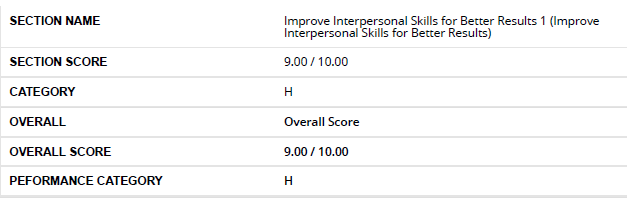 SECTION NAME
Improve Interpersonal Skills for Better Results 1 (Improve
Interpersonal Skills for Better Results)
SECTION SCORE
9.00 / 10.00
CATEGORY
H
OVERALL
Overall Score
OVERALL SCORE
9.00 / 10.00
PEFORMANCE CATEGORY
H